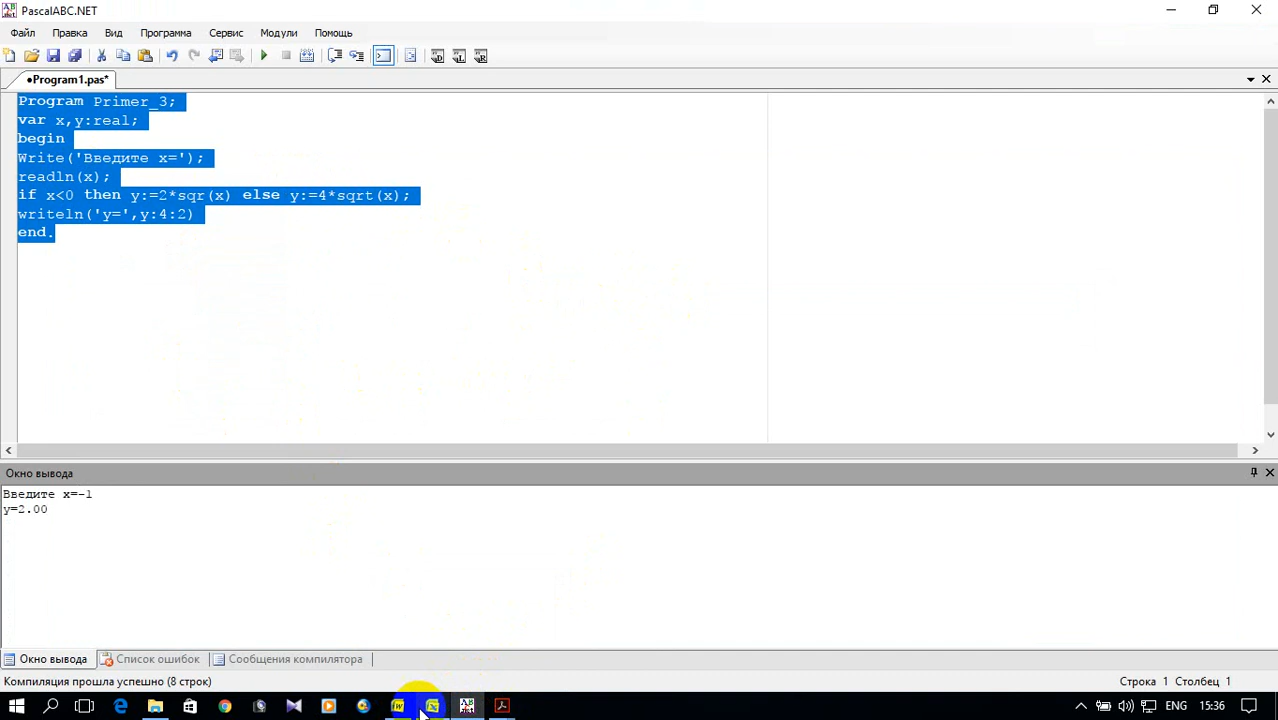 PascalABC.NET
Файл Правка Вид Программа Сервис Модули Помощь
•Program1.pas*
Program Primer_3;
var x,y:real;
begin
Write('Введите x=');
readln(x);
if x<0 then y:=2*sqr(x) else y:=4*sqrt(x);
writeln('y=',y:4:2)
end.
Окно вывода
Введите x=-1
y=2.00
Окно вывода Список ошибок Сообщения компилятора
Компиляция прошла успешно (8 строк) Строка 1 Столбец 1
ENG 15:36